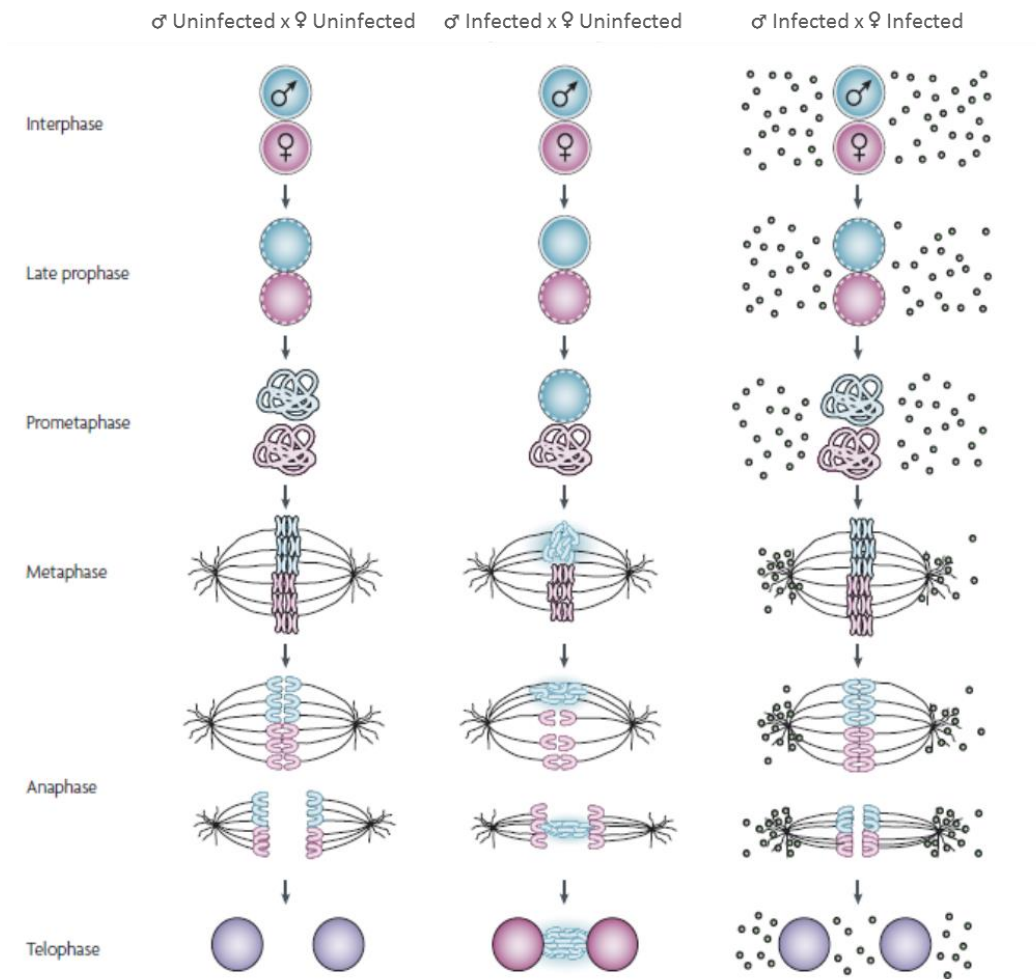 ♂ Uninfected x ♀ Uninfected
♂ Infected x ♀ Uninfected
♂ Infected x ♀ Infected
Interphase
♂ ♂ ♂
♀ ♀ ♀
Late prophase
Prometaphase
Metaphase
Anaphase
Telophase